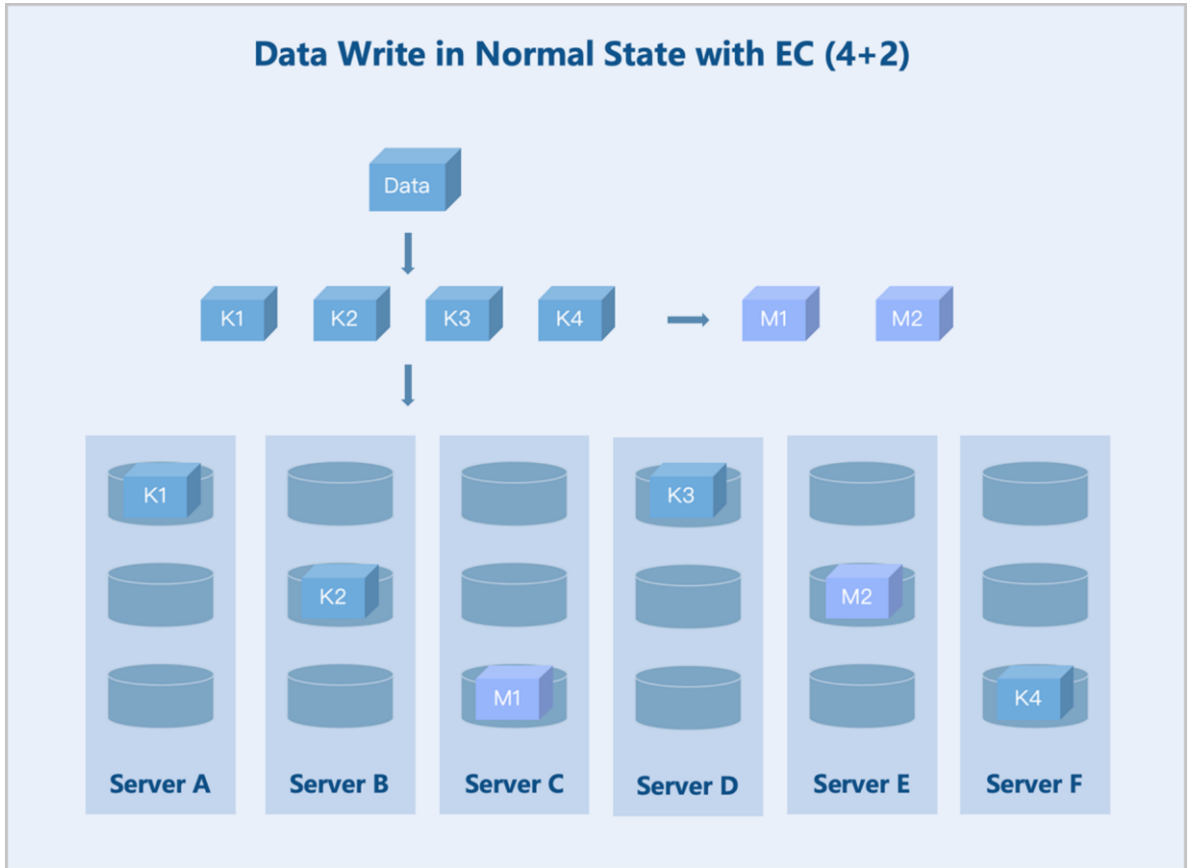 Data Write in Normal State with EC (4+2)
Data
K1 K2 K3 K4 M1 M2
K1 K3
K2 M2
M1 K4
Server A Server B Server C Server D Server E Server F